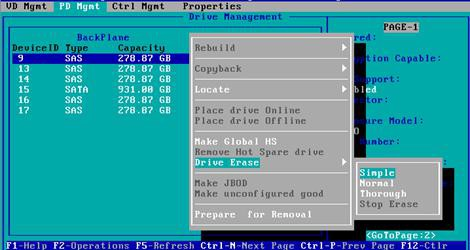 VD Mgmt PD Mgmt Ctrl Mgmt Properties
Drive Management
BackPlane
DeviceID Type Capacity
9 SAS 278.87 GB
13 SAS 278.87 GB
14 SAS 278.87 GB
15 SATA 931.00 GB
16 SAS 278.87 GB
17 SAS 278.87 GB
Rebuild
Copyback
Locate
Place drive Online
Place drive Offline
Make Global HS
Remove Hot Spare drive
Drive Erase
Make JBOD
Make unconfigured good
Prepare for Removal
Simple
Normal
Thorough
Stop Erase
PAGE-1
red:
ption Capable:
Support:
bled
ctor:
sure Model:
0
Number:
<GoToPage:2>
F1-Help F2-Operations F5-Refresh Ctrl-N-Next Page Ctrl-P-Prev Page F12-Ctlr